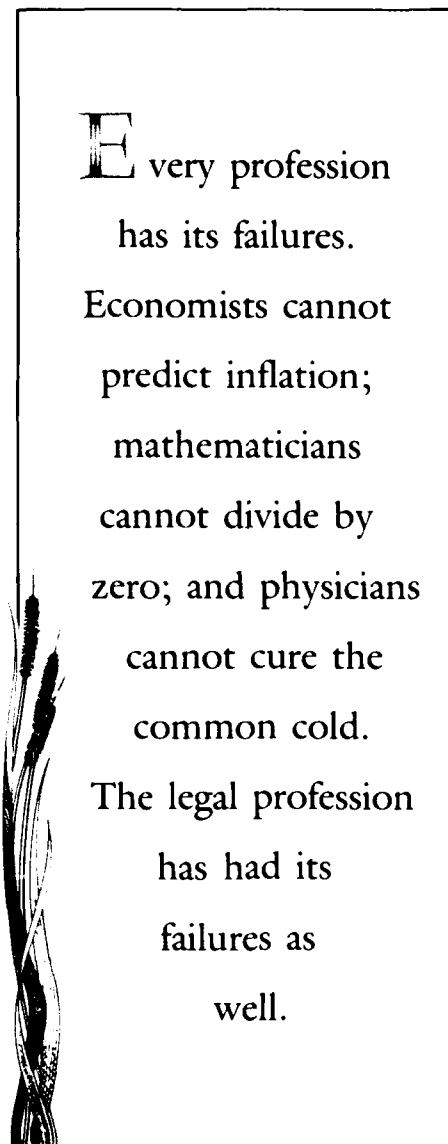 Every profession
has its failures.
Economists cannot
predict inflation;
mathematicians
cannot divide by
zero; and physicians
cannot cure the
common cold.
The legal profession
has had its
failures as
well.